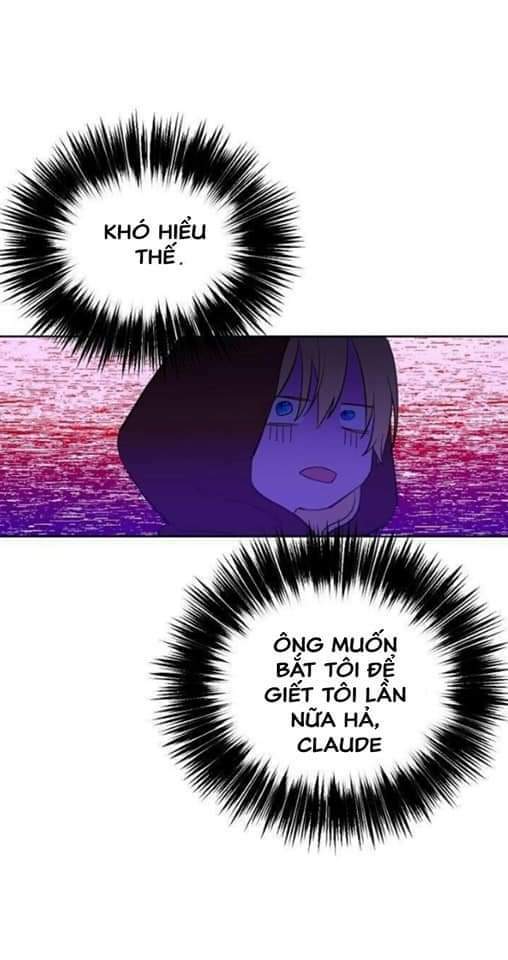 KHÓ HIỂU
THẾ.
ÔNG MUỐN
BẮT TÔI ĐỂ
GIẾT TÔI LẦN
NỮA HẢ,
CLAUDE